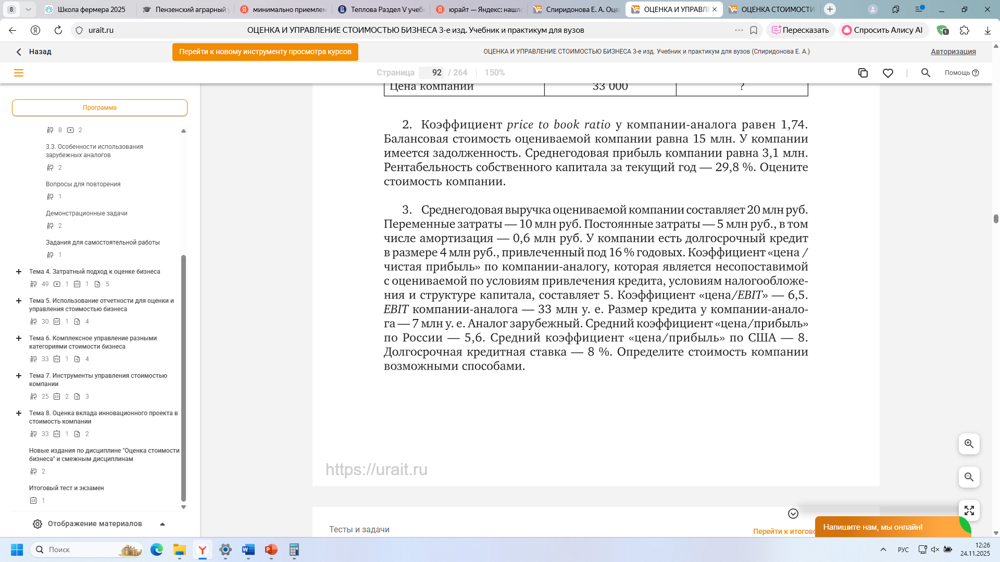 8
Школа фермера 2025
Пензенский аграрный у
минимально приемлем
Теплова Раздел V учеб
юрайт — Яндекс: нашло
Спиридонова Е. А. Оце
ОЦЕНКА И УПРАВЛЕ
ОЦЕНКА СТОИМОСТИ
urait.ru
ОЦЕНКА И УПРАВЛЕНИЕ СТОИМОСТЬЮ БИЗНЕСА 3-е изд. Учебник и практикум для вузов
Пересказать
Спросить Алису AI
1
Назад
Перейти к новому инструменту просмотра курсов
ОЦЕНКА И УПРАВЛЕНИЕ СТОИМОСТЬЮ БИЗНЕСА 3-е изд. Учебник и практикум для вузов (Спиридонова Е. А.)
Авторизация
Страница 92 / 264 150%
Помощь
Программа
8 2
3.3. Особенности использования
зарубежных аналогов
2
Вопросы для повторения
1
Демонстрационные задачи
2
Задания для самостоятельной работы
1
Тема 4. Затратный подход к оценке бизнеса
49 1 1 5
Тема 5. Использование отчетности для оценки и
управления стоимостью бизнеса
30 1 4
Тема 6. Комплексное управление разными
категориями стоимости бизнеса
33 1 4
Тема 7. Инструменты управления стоимостью
компании
25 2 3
Тема 8. Оценка вклада инновационного проекта в
стоимость компании
33 1 2
Новые издания по дисциплине "Оценка стоимости
бизнеса" и смежным дисциплинам
2
Итоговый тест и экзамен
1
Отображение материалов
Цена компании 33 000 ?
2. Коэффициент price to book ratio у компании-аналога равен 1,74.
Балансовая стоимость оцениваемой компании равна 15 млн. У компании
имеется задолженность. Среднегодовая прибыль компании равна 3,1 млн.
Рентабельность собственного капитала за текущий год — 29,8 %. Оцените
стоимость компании.
3. Среднегодовая выручка оцениваемой компании составляет 20 млн руб.
Переменные затраты — 10 млн руб. Постоянные затраты — 5 млн руб., в том
числе амортизация — 0,6 млн руб. У компании есть долгосрочный кредит
в размере 4 млн руб., привлеченный под 16 % годовых. Коэффициент «цена /
чистая прибыль» по компании-аналогу, которая является несопоставимой
с оцениваемой по условиям привлечения кредита, условиям налогообложе-
ния и структуре капитала, составляет 5. Коэффициент «цена/EBIT» — 6,5.
EBIT компании-аналога — 33 млн у. е. Размер кредита у компании-анало-
га — 7 млн у. е. Аналог зарубежный. Средний коэффициент «цена/прибыль»
по России — 5,6. Средний коэффициент «цена/прибыль» по США — 8.
Долгосрочная кредитная ставка — 8 %. Определите стоимость компании
возможными способами.
https://urait.ru
Тесты и задачи
Перейти к итогово
Напишите нам, мы онлайн!
Поиск
РУС
12:26
24.11.2025